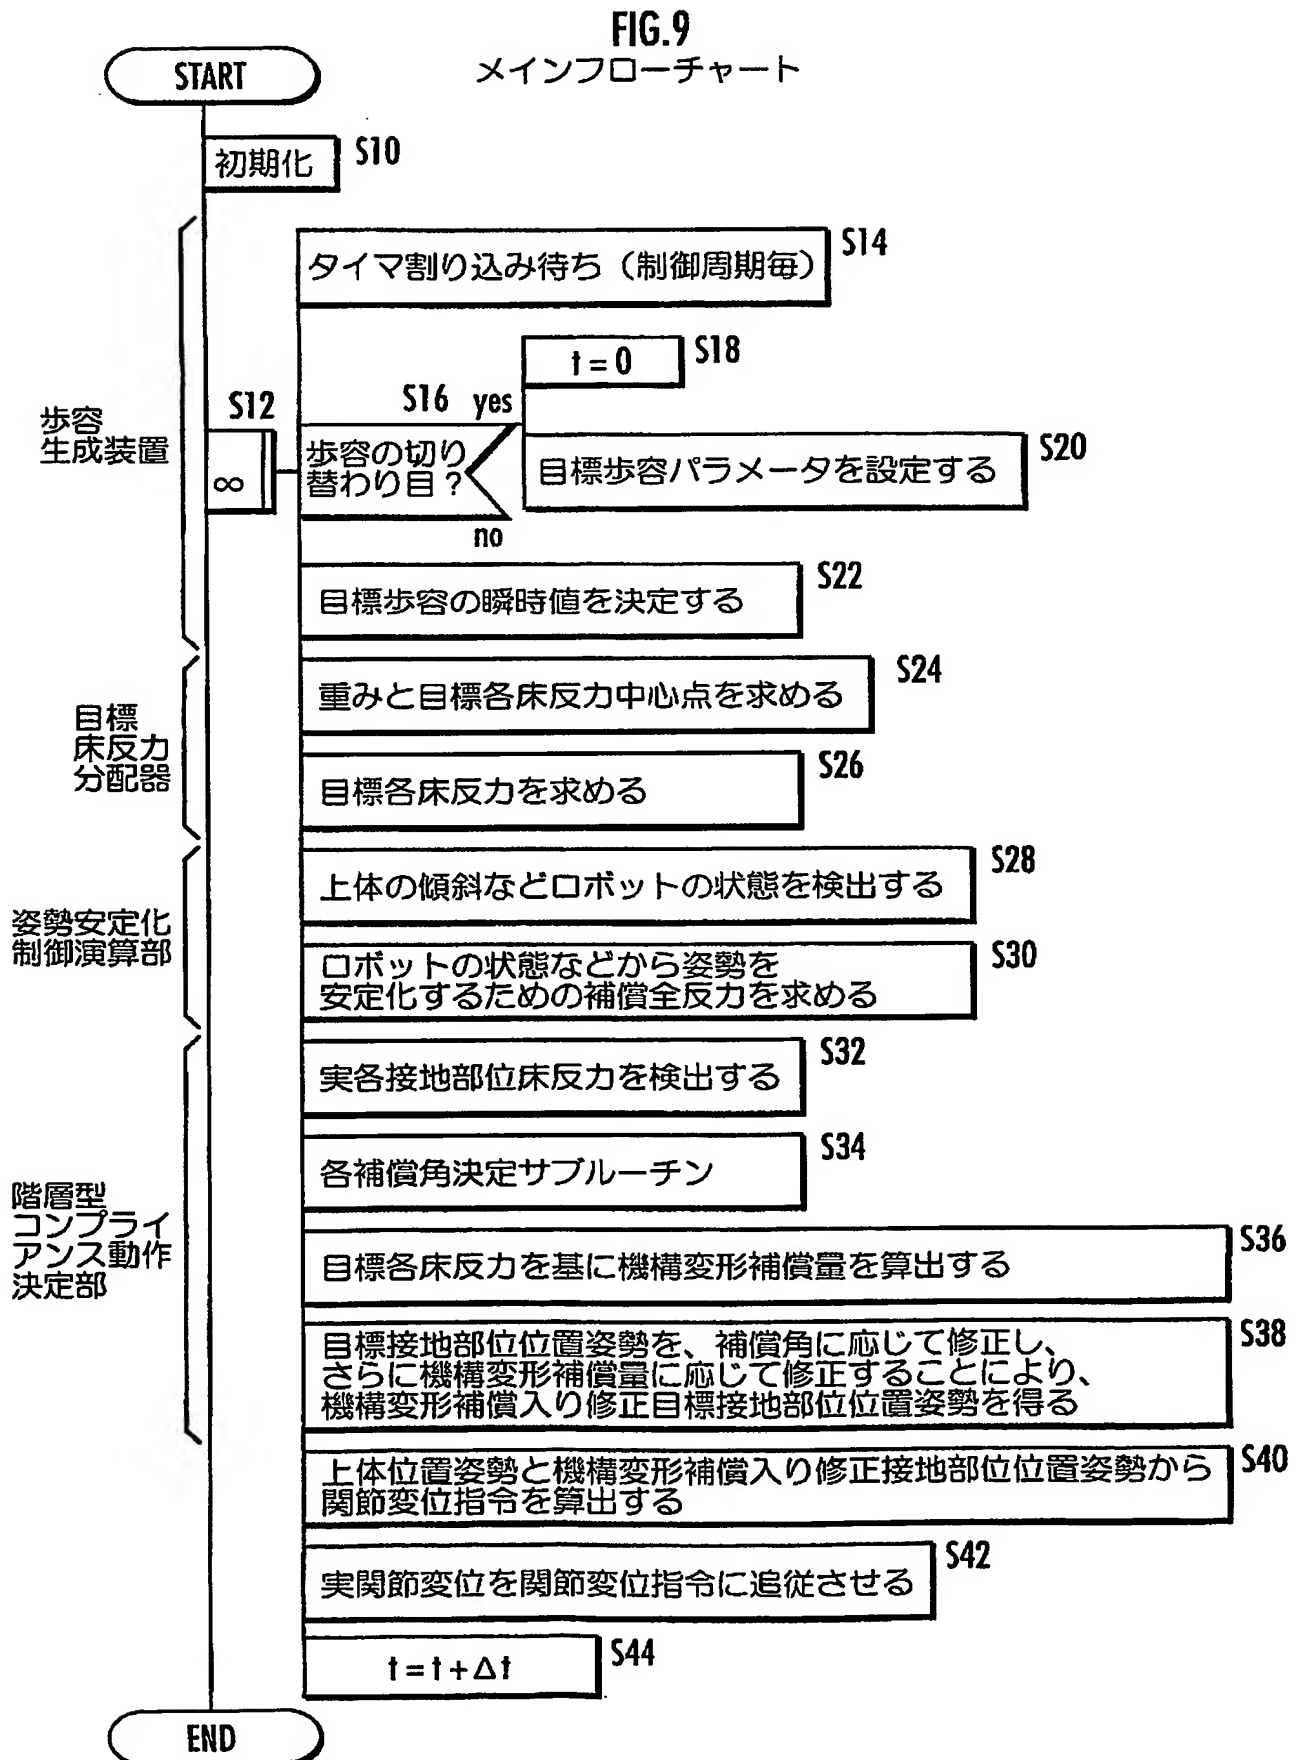 FIG.9
メインフローチャート
START
初期化
S10
タイマ割り込み待ち（制御周期毎）
S14
t = 0
S18
S12
∞
S16
yes
歩容の切り
替わり目？
no
目標歩容パラメータを設定する
S20
歩容
生成装置
目標歩容の瞬時値を決定する
S22
重みと目標各床反力中心点を求める
S24
目標
床反力
分配器
目標各床反力を求める
S26
上体の傾斜などロボットの状態を検出する
S28
姿勢安定化
制御演算部
ロボットの状態などから姿勢を
安定化するための補償全反力を求める
S30
実各接地部位床反力を検出する
S32
各補償角決定サブルーチン
S34
階層型
コンプライ
アンス動作
決定部
目標各床反力を基に機構変形補償量を算出する
S36
目標接地部位位置姿勢を、補償角に応じて修正し、
さらに機構変形補償量に応じて修正することにより、
機構変形補償入り修正目標接地部位位置姿勢を得る
S38
上体位置姿勢と機構変形補償入り修正接地部位位置姿勢から
関節変位指令を算出する
S40
実関節変位を関節変位指令に追従させる
S42
t = t + Δt
S44
END